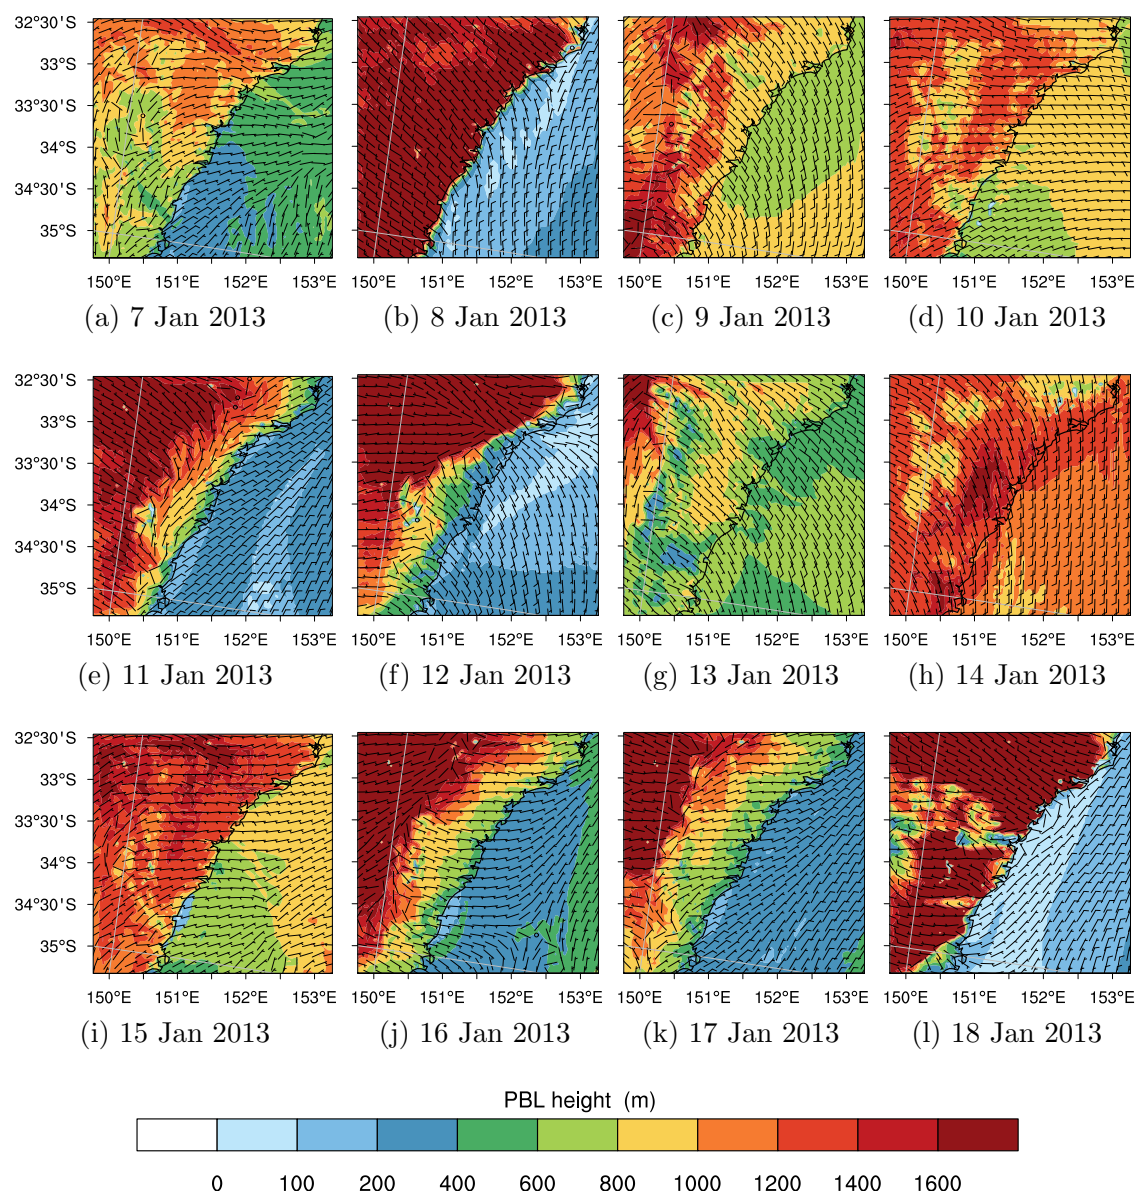 32°30'S
33°S
33°30'S
34°S
34°30'S
35°S
150°E 151°E 152°E 153°E 150°E 151°E 152°E 153°E 150°E 151°E 152°E 153°E 150°E 151°E 152°E 153°E
(a) 7 Jan 2013 (b) 8 Jan 2013 (c) 9 Jan 2013 (d) 10 Jan 2013
32°30'S
33°S
33°30'S
34°S
34°30'S
35°S
150°E 151°E 152°E 153°E 150°E 151°E 152°E 153°E 150°E 151°E 152°E 153°E 150°E 151°E 152°E 153°E
(e) 11 Jan 2013 (f) 12 Jan 2013 (g) 13 Jan 2013 (h) 14 Jan 2013
32°30'S
33°S
33°30'S
34°S
34°30'S
35°S
150°E 151°E 152°E 153°E 150°E 151°E 152°E 153°E 150°E 151°E 152°E 153°E 150°E 151°E 152°E 153°E
(i) 15 Jan 2013 (j) 16 Jan 2013 (k) 17 Jan 2013 (l) 18 Jan 2013
PBL height (m)
0 100 200 400 600 800 1000 1200 1400 1600